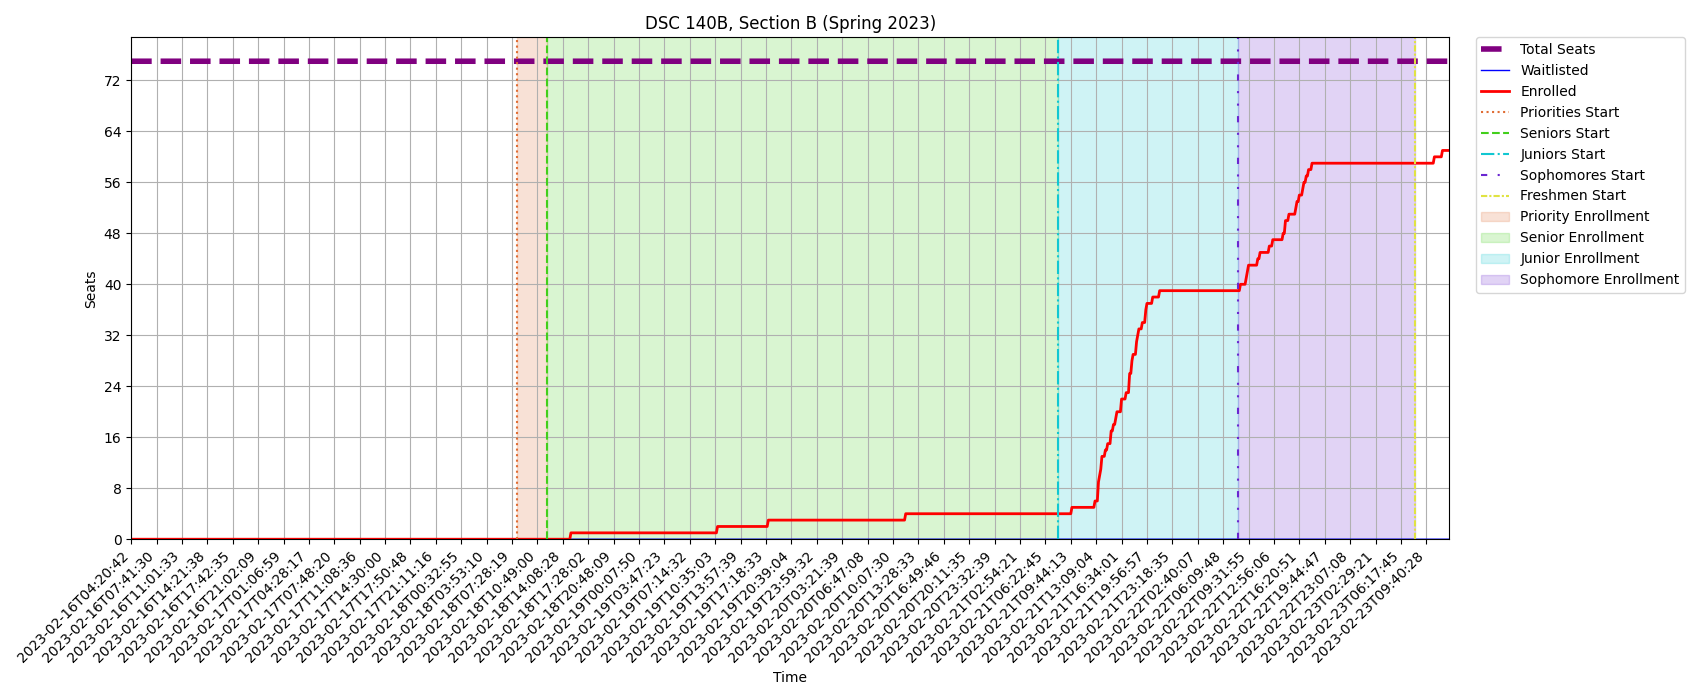 DSC 140B, Section B (Spring 2023)
Seats
72
64
56
48
40
32
24
16
8
0
2023-02-16T04:20:42
2023-02-16T07:41:30
2023-02-16T11:01:33
2023-02-16T14:21:38
2023-02-16T17:42:35
2023-02-16T21:02:09
2023-02-17T01:06:59
2023-02-17T04:28:17
2023-02-17T07:48:20
2023-02-17T11:08:36
2023-02-17T14:30:00
2023-02-17T17:50:48
2023-02-17T21:11:16
2023-02-18T00:32:55
2023-02-18T03:53:10
2023-02-18T07:28:19
2023-02-18T10:49:00
2023-02-18T14:08:28
2023-02-18T17:28:02
2023-02-18T20:48:09
2023-02-19T00:07:50
2023-02-19T03:47:23
2023-02-19T07:14:32
2023-02-19T10:35:03
2023-02-19T13:57:39
2023-02-19T17:18:33
2023-02-19T20:39:04
2023-02-19T23:59:32
2023-02-20T03:21:39
2023-02-20T06:47:08
2023-02-20T10:07:30
2023-02-20T13:28:33
2023-02-20T16:49:46
2023-02-20T20:11:35
2023-02-20T23:32:39
2023-02-21T02:54:21
2023-02-21T06:22:45
2023-02-21T09:44:13
2023-02-21T13:09:04
2023-02-21T16:34:01
2023-02-21T19:56:57
2023-02-21T23:18:35
2023-02-22T02:40:07
2023-02-22T06:09:48
2023-02-22T09:31:55
2023-02-22T12:56:06
2023-02-22T16:20:51
2023-02-22T19:44:47
2023-02-22T23:07:08
2023-02-23T02:29:21
2023-02-23T06:17:45
2023-02-23T09:40:28
Time
Total Seats
Waitlisted
Enrolled
Priorities Start
Seniors Start
Juniors Start
Sophomores Start
Freshmen Start
Priority Enrollment
Senior Enrollment
Junior Enrollment
Sophomore Enrollment